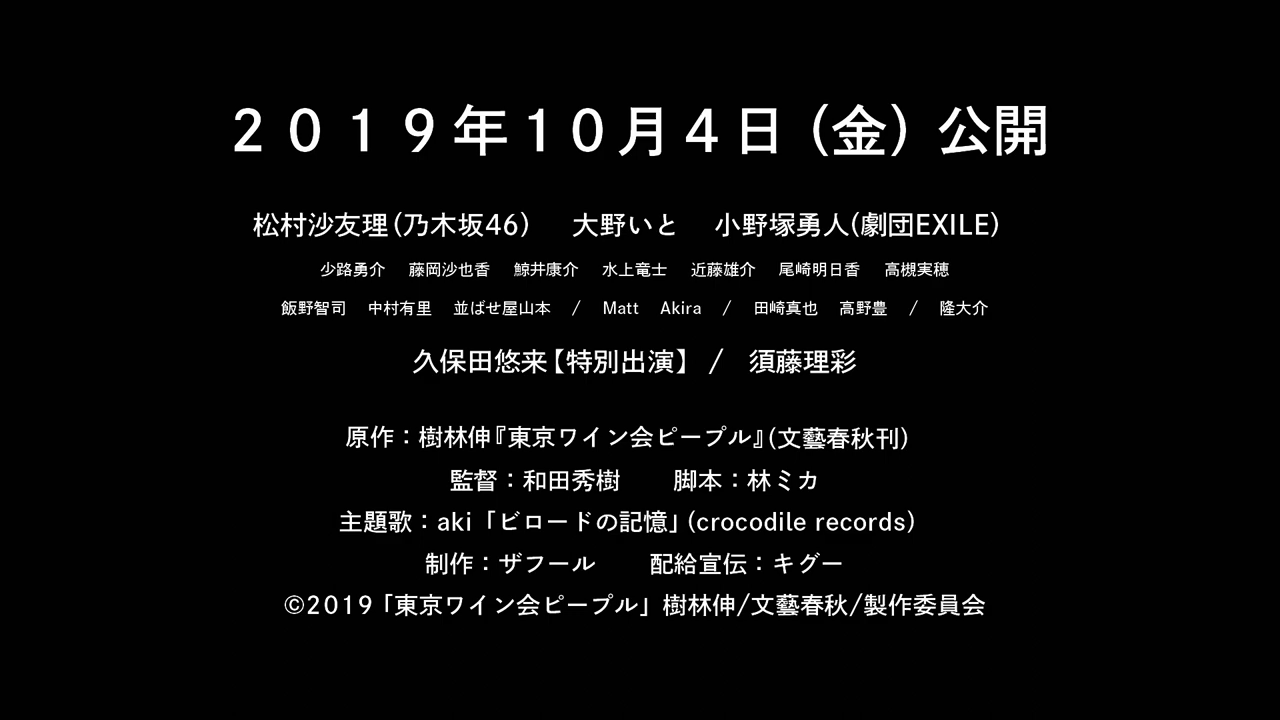 ２０１９年１０月４日（金）公開
松村沙友理（乃木坂46）　大野いと　小野塚勇人(劇団EXILE)
少路勇介　藤岡沙也香　鯨井康介　水上竜士　近藤雄介　尾崎明日香　高槻実穂
飯野智司　中村有里　並ばせ屋山本　/　Matt　Akira　/　田崎真也　高野豊　/　隆大介
久保田悠来【特別出演】　/　須藤理彩
原作：樹林伸『東京ワイン会ピープル』(文藝春秋刊)
監督：和田秀樹　　脚本：林ミカ
主題歌：aki「ビロードの記憶」(crocodile records)
制作：ザフール　　配給宣伝：キグー
©2019「東京ワイン会ピープル」樹林伸/文藝春秋/製作委員会